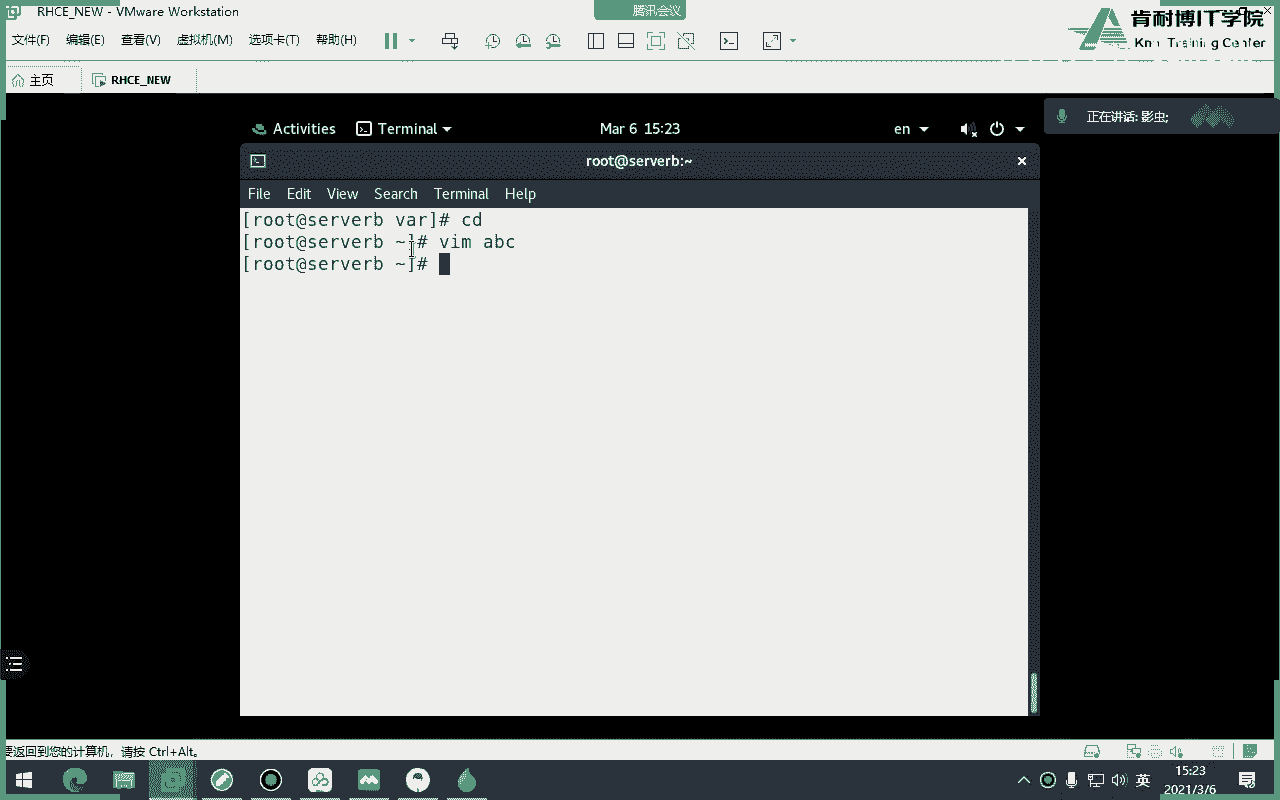 RHCE_NEW - VMware Workstation
腾讯会议
肯耐博IT学院
Training Center
文件(F) 编辑(E) 查看(V) 虚拟机(M) 选项卡(T) 帮助(H)
主页 RHCE_NEW
正在讲话: 影虫;
Activities Terminal Mar 6 15:23 en
root@serverb:~
File Edit View Search Terminal Help
[root@serverb var]# cd
[root@serverb ~]# vim abc
[root@serverb ~]#
要返回到您的计算机，请按 Ctrl+Alt。
英
15:23
2021/3/6